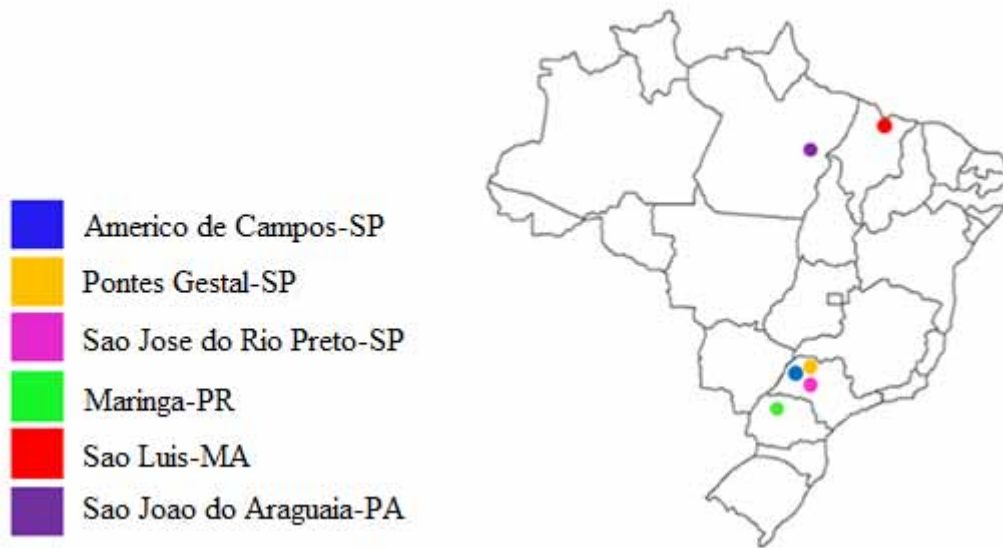 Americo de Campos-SP
Pontes Gestal-SP
Sao Jose do Rio Preto-SP
Maringa-PR
Sao Luis-MA
Sao Joao do Araguaia-PA